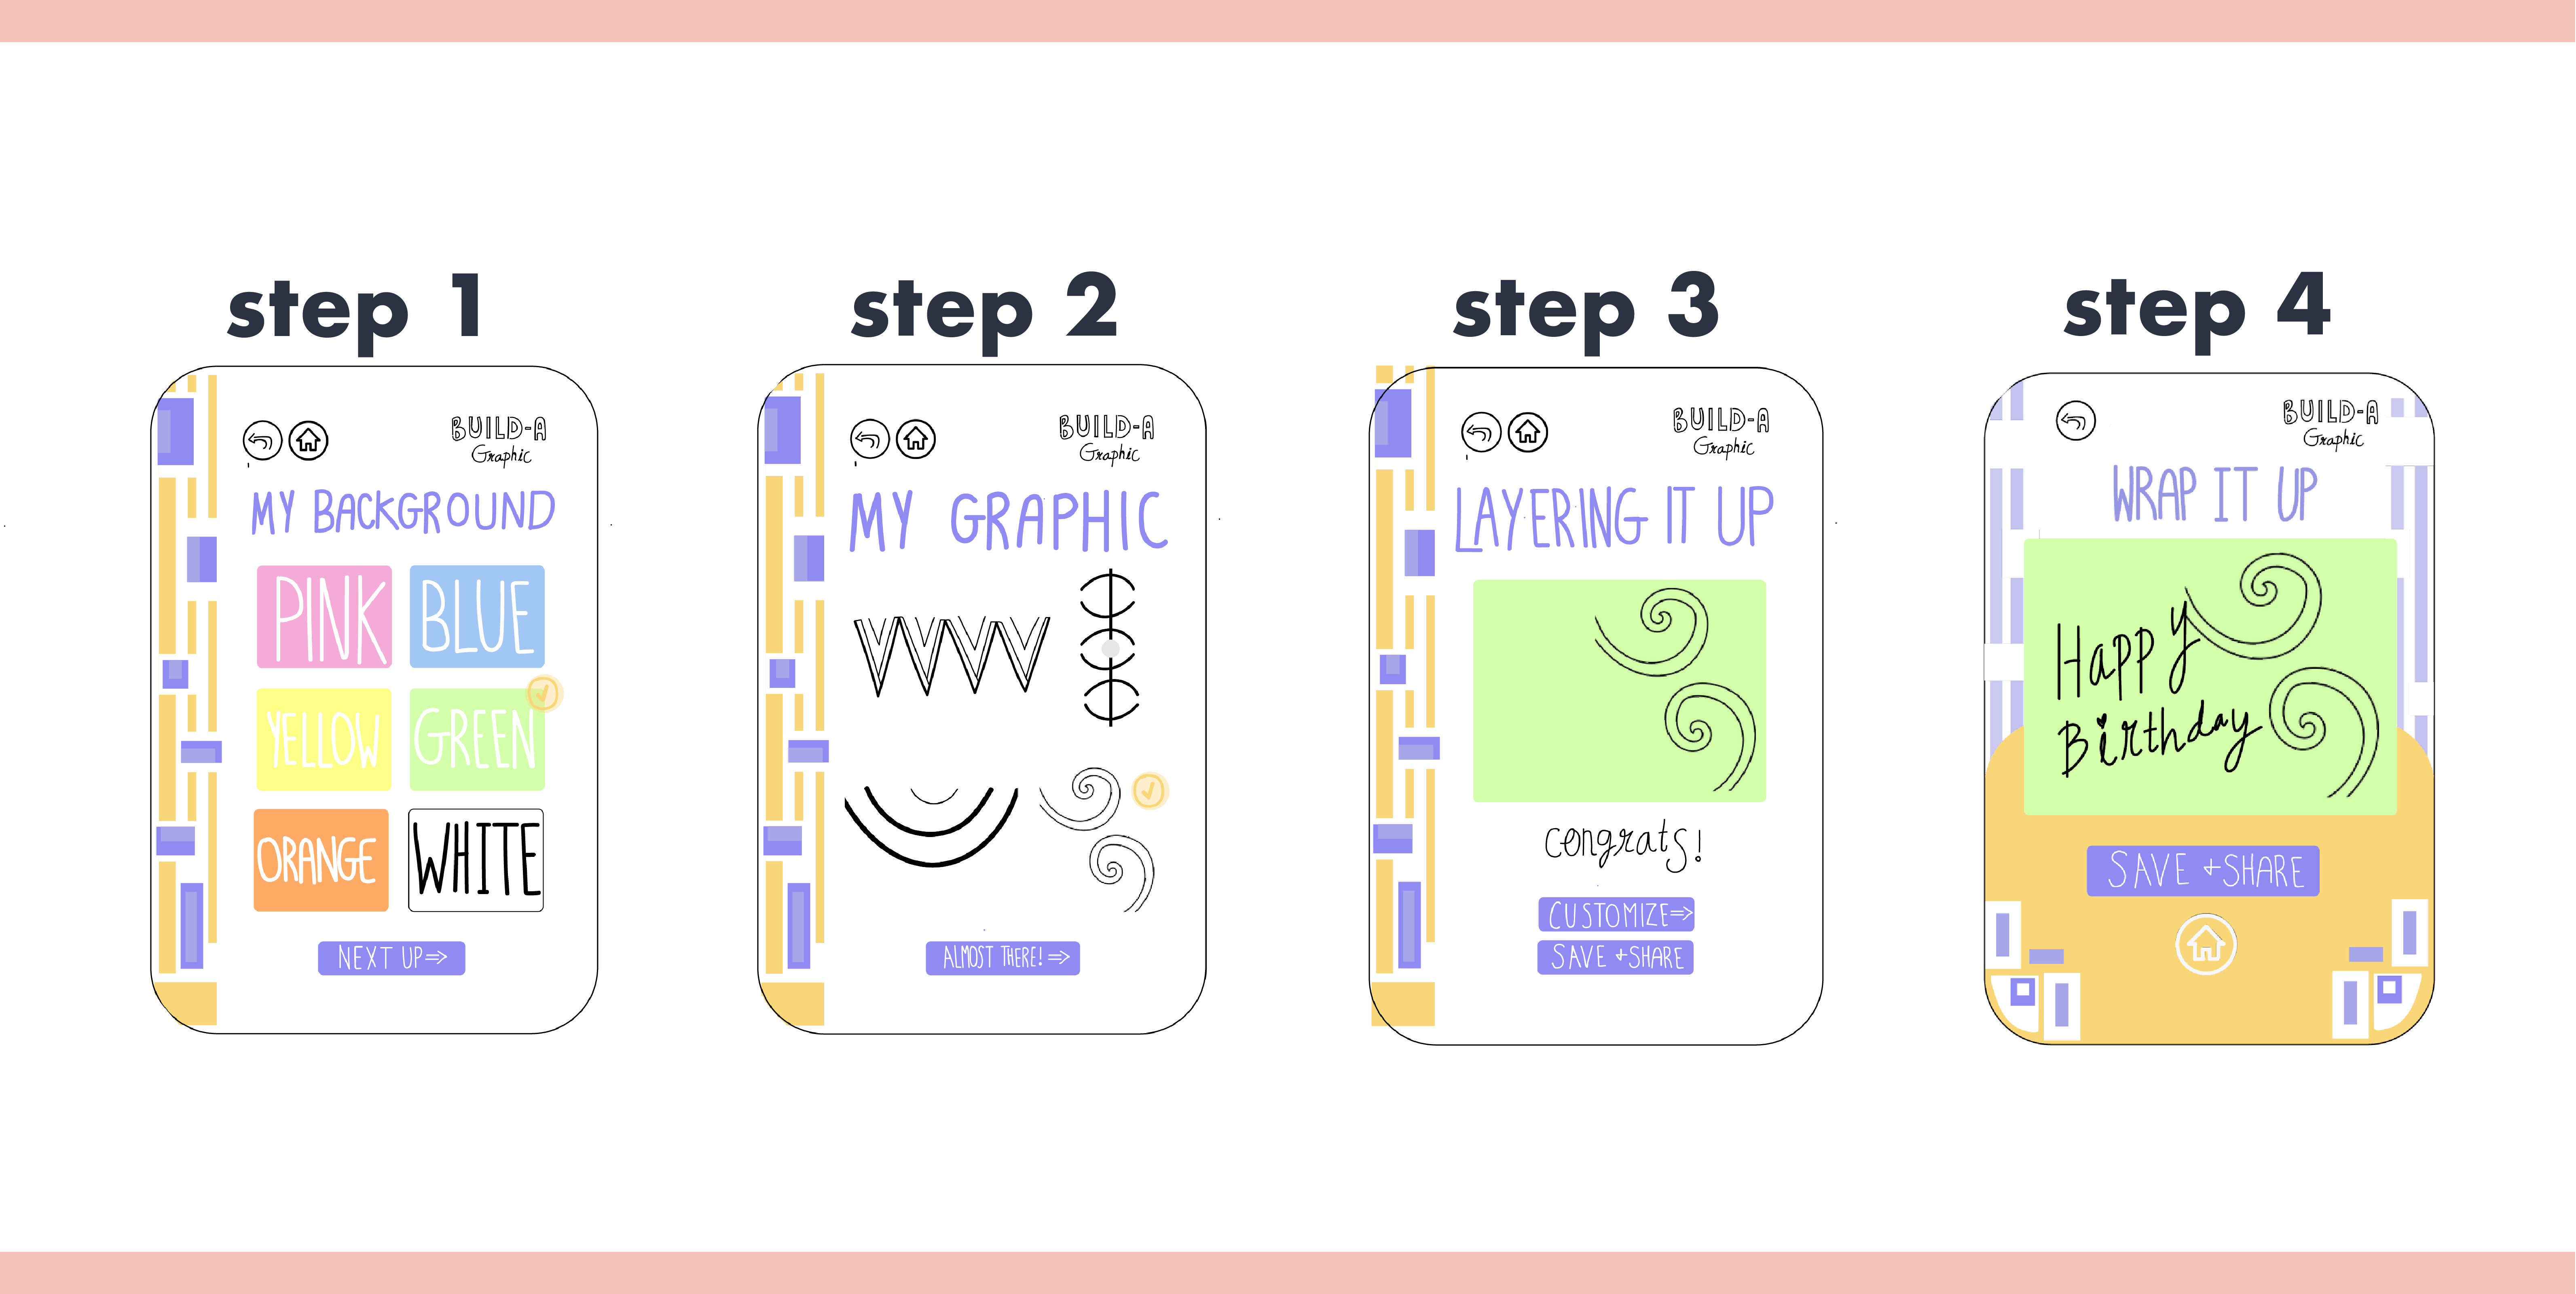 step 1
BUILD-A
Graphic
MY BACKGROUND
PINK
BLUE
YELLOW
GREEN
ORANGE
WHITE
NEXT UP⇒
step 2
BUILD-A
Graphic
MY GRAPHIC
ALMOST THERE! ⇒
step 3
BUILD-A
Graphic
LAYERING IT UP
congrats!
CUSTOMIZE⇒
SAVE +SHARE
step 4
BUILD-A
Graphic
WRAP IT UP
Happy
Birthday
SAVE +SHARE